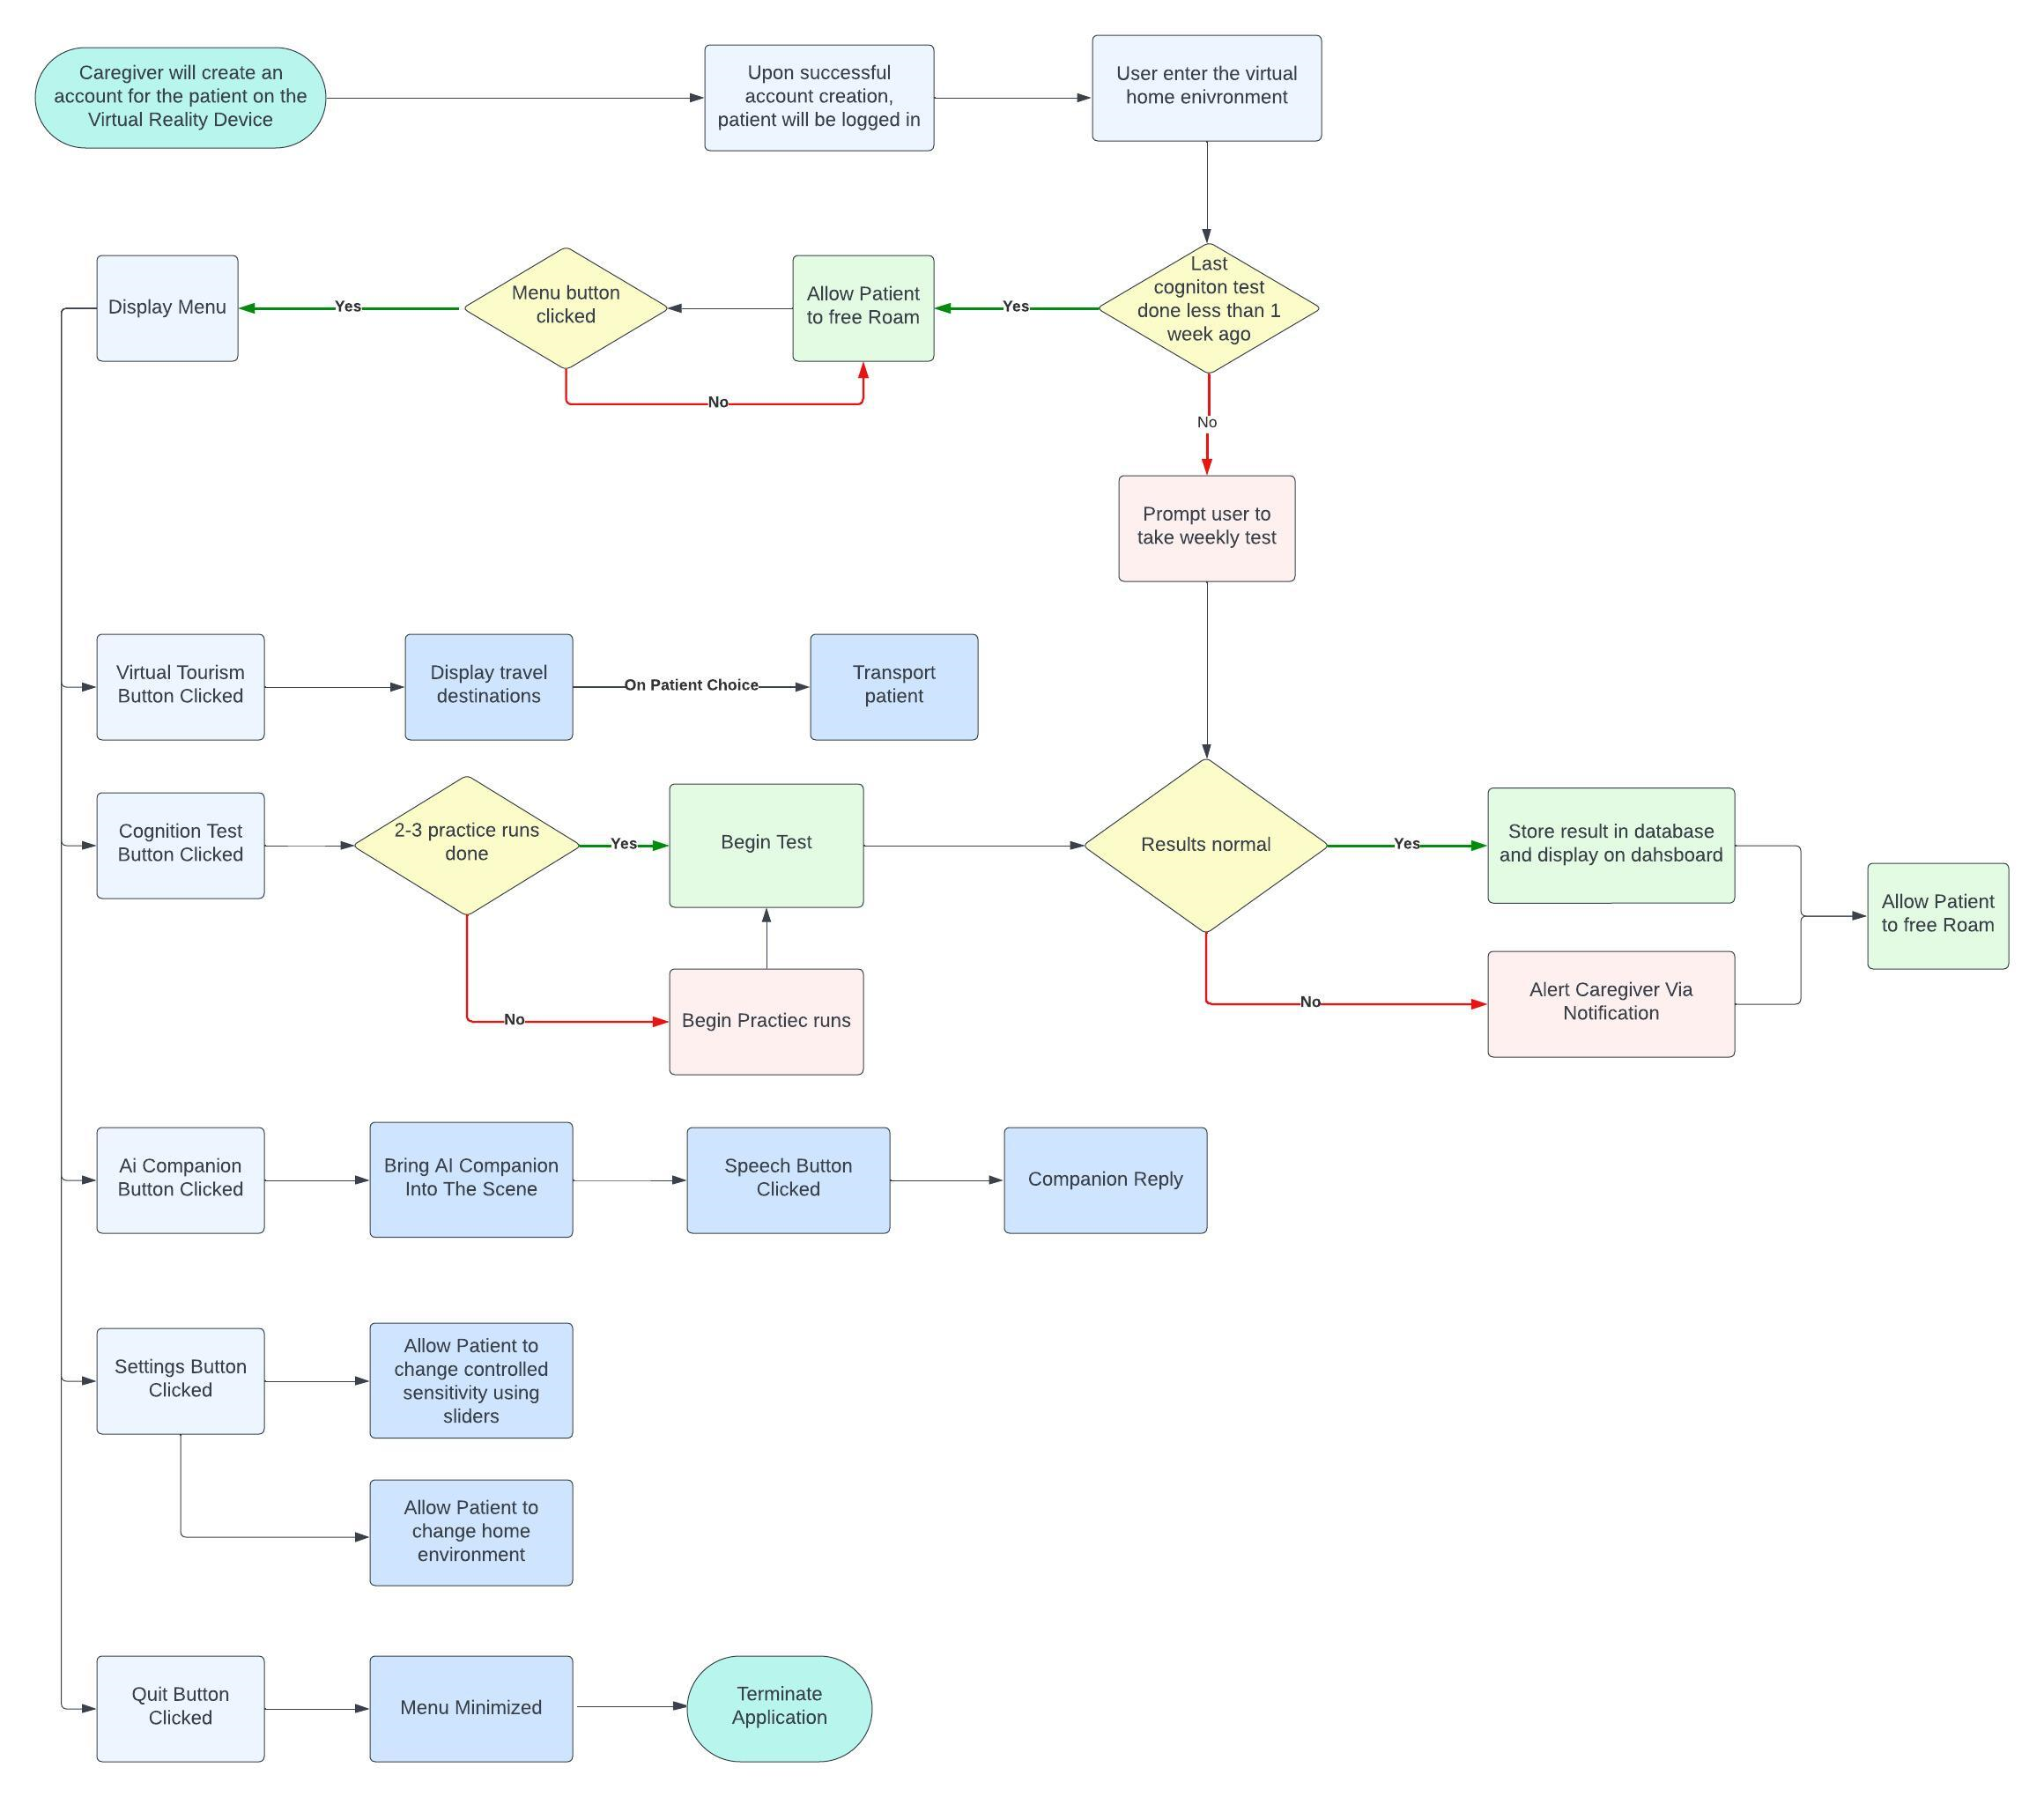 Caregiver will create an
account for the patient on the
Virtual Reality Device
Upon successful
account creation,
patient will be logged in
User enter the virtual
home enivronment
Display Menu
Yes
Menu button
clicked
No
Allow Patient
to free Roam
Yes
Last
cogniton test
done less than 1
week ago
No
Prompt user to
take weekly test
Virtual Tourism
Button Clicked
Display travel
destinations
On Patient Choice
Transport
patient
Cognition Test
Button Clicked
2-3 practice runs
done
Yes
Begin Test
No
Begin Practiec runs
Results normal
Yes
Store result in database
and display on dahsboard
No
Alert Caregiver Via
Notification
Allow Patient
to free Roam
Ai Companion
Button Clicked
Bring AI Companion
Into The Scene
Speech Button
Clicked
Companion Reply
Settings Button
Clicked
Allow Patient to
change controlled
sensitivity using
sliders
Allow Patient to
change home
environment
Quit Button
Clicked
Menu Minimized
Terminate
Application